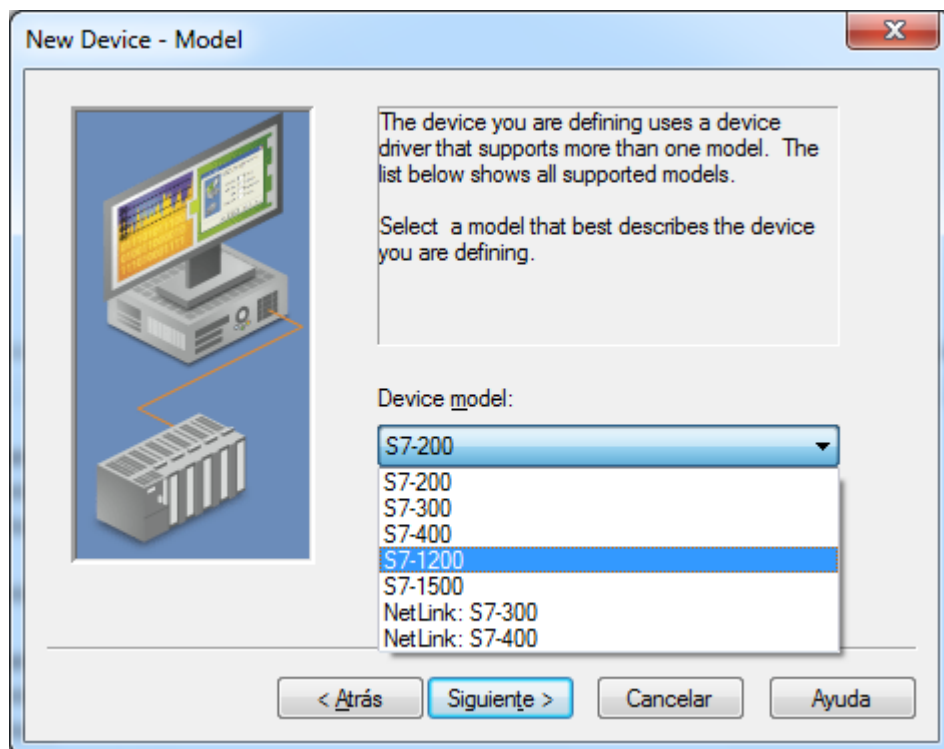 New Device - Model
The device you are defining uses a device
driver that supports more than one model. The
list below shows all supported models.
Select a model that best describes the device
you are defining.
Device model:
S7-200
S7-200
S7-300
S7-400
S7-1200
S7-1500
NetLink: S7-300
NetLink: S7-400
< Atrás
Siguiente >
Cancelar
Ayuda